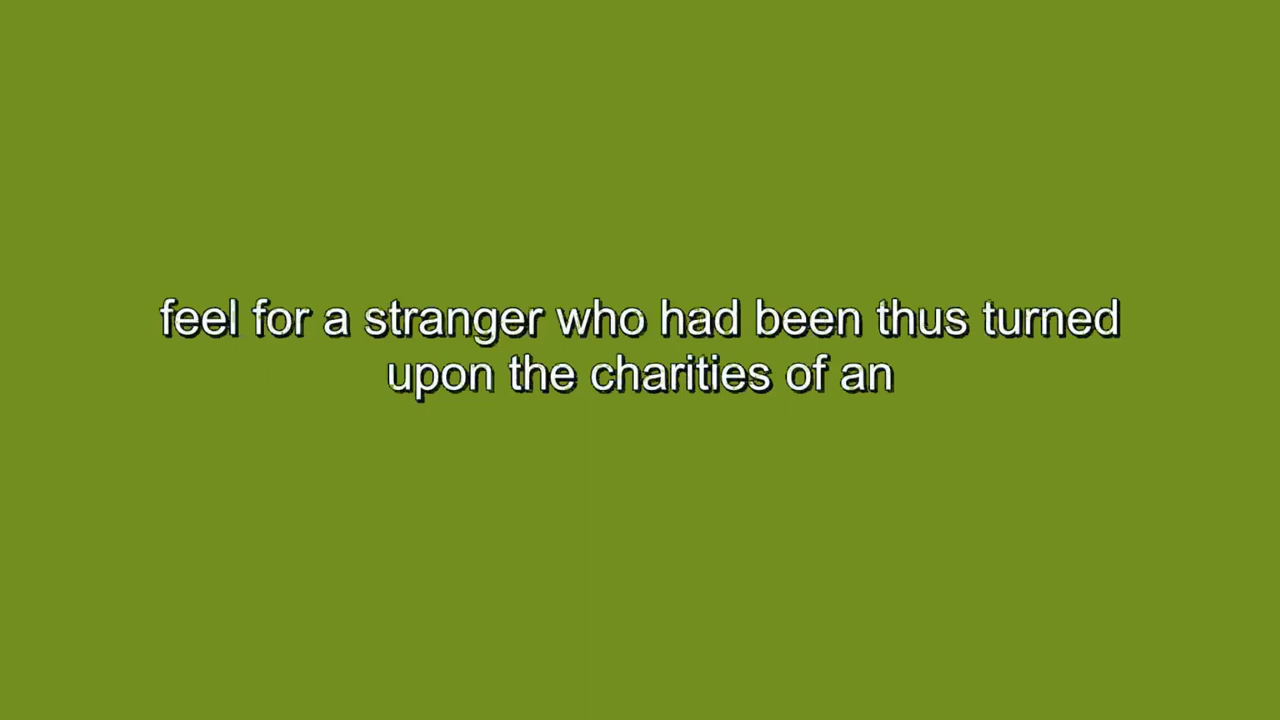 feel for a stranger who had been thus turned
upon the charities of an